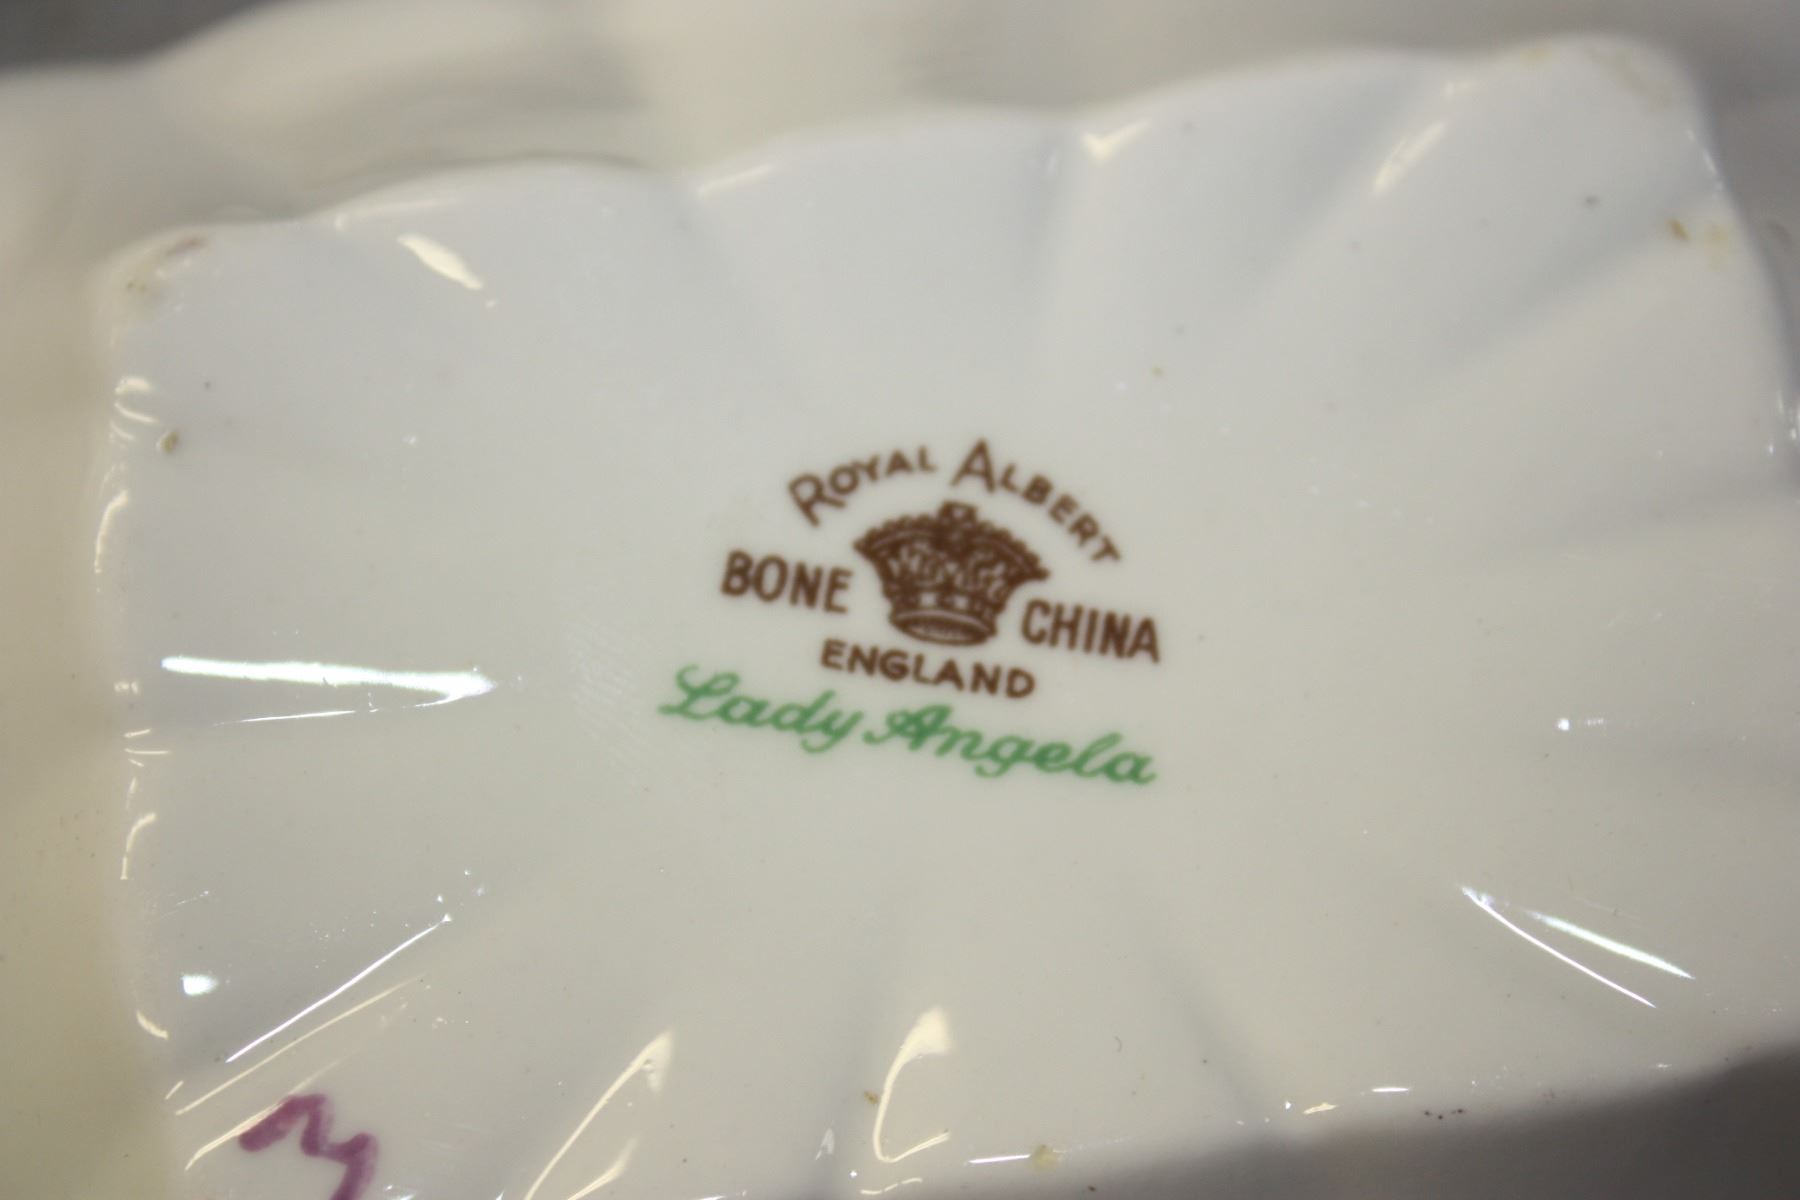 ROYAL ALBERT
BONE CHINA
ENGLAND
Lady Angela